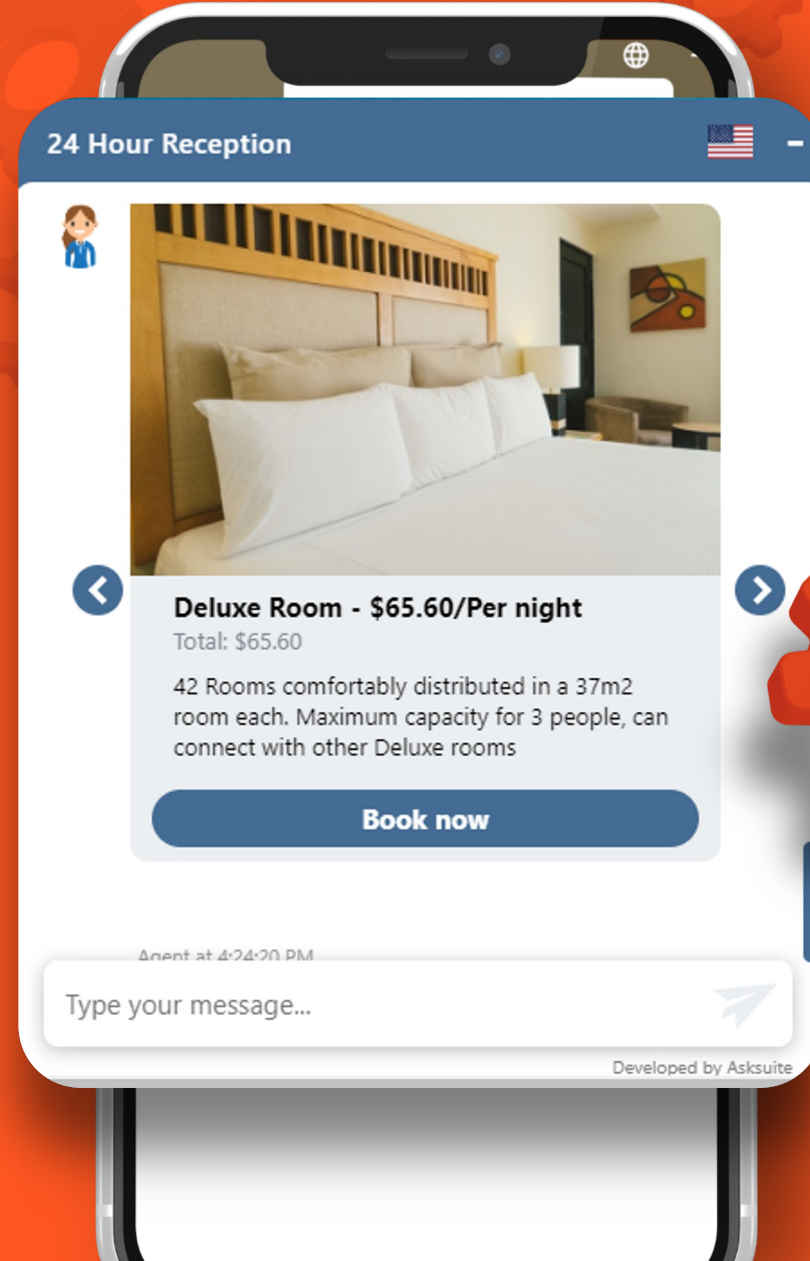 24 Hour Reception
Deluxe Room - $65.60/Per night
Total: $65.60
42 Rooms comfortably distributed in a 37m2
room each. Maximum capacity for 3 people, can
connect with other Deluxe rooms
Book now
Agent at 4:24:20 PM
Type your message...
Developed by Asksuite